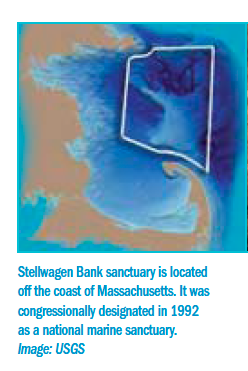 Stellwagen Bank sanctuary is located
off the coast of Massachusetts. It was
congressionally designated in 1992
as a national marine sanctuary.
Image: USGS